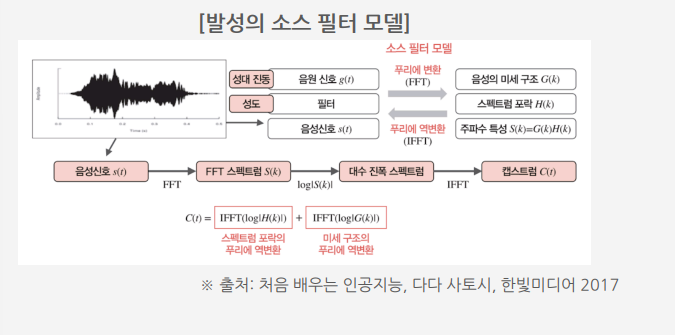 [발성의 소스 필터 모델]
소스 필터 모델
성대 진동 음원 신호 g(t) 푸리에 변환 (FFT) 음성의 미세 구조 G(k)
성도 필터 스펙트럼 포락 H(k)
음성신호 s(t) 푸리에 역변환 (IFFT) 주파수 특성 S(k)=G(k)H(k)
음성신호 s(t) FFT FFT 스펙트럼 S(k) log|S(k)| 대수 진폭 스펙트럼 IFFT 캡스트럼 C(t)
C(t) = IFFT(log|H(k)|) + IFFT(log|G(k)|)
스펙트럼 포락의 미세 구조의
푸리에 역변환 푸리에 역변환
※ 출처: 처음 배우는 인공지능, 다다 사토시, 한빛미디어 2017